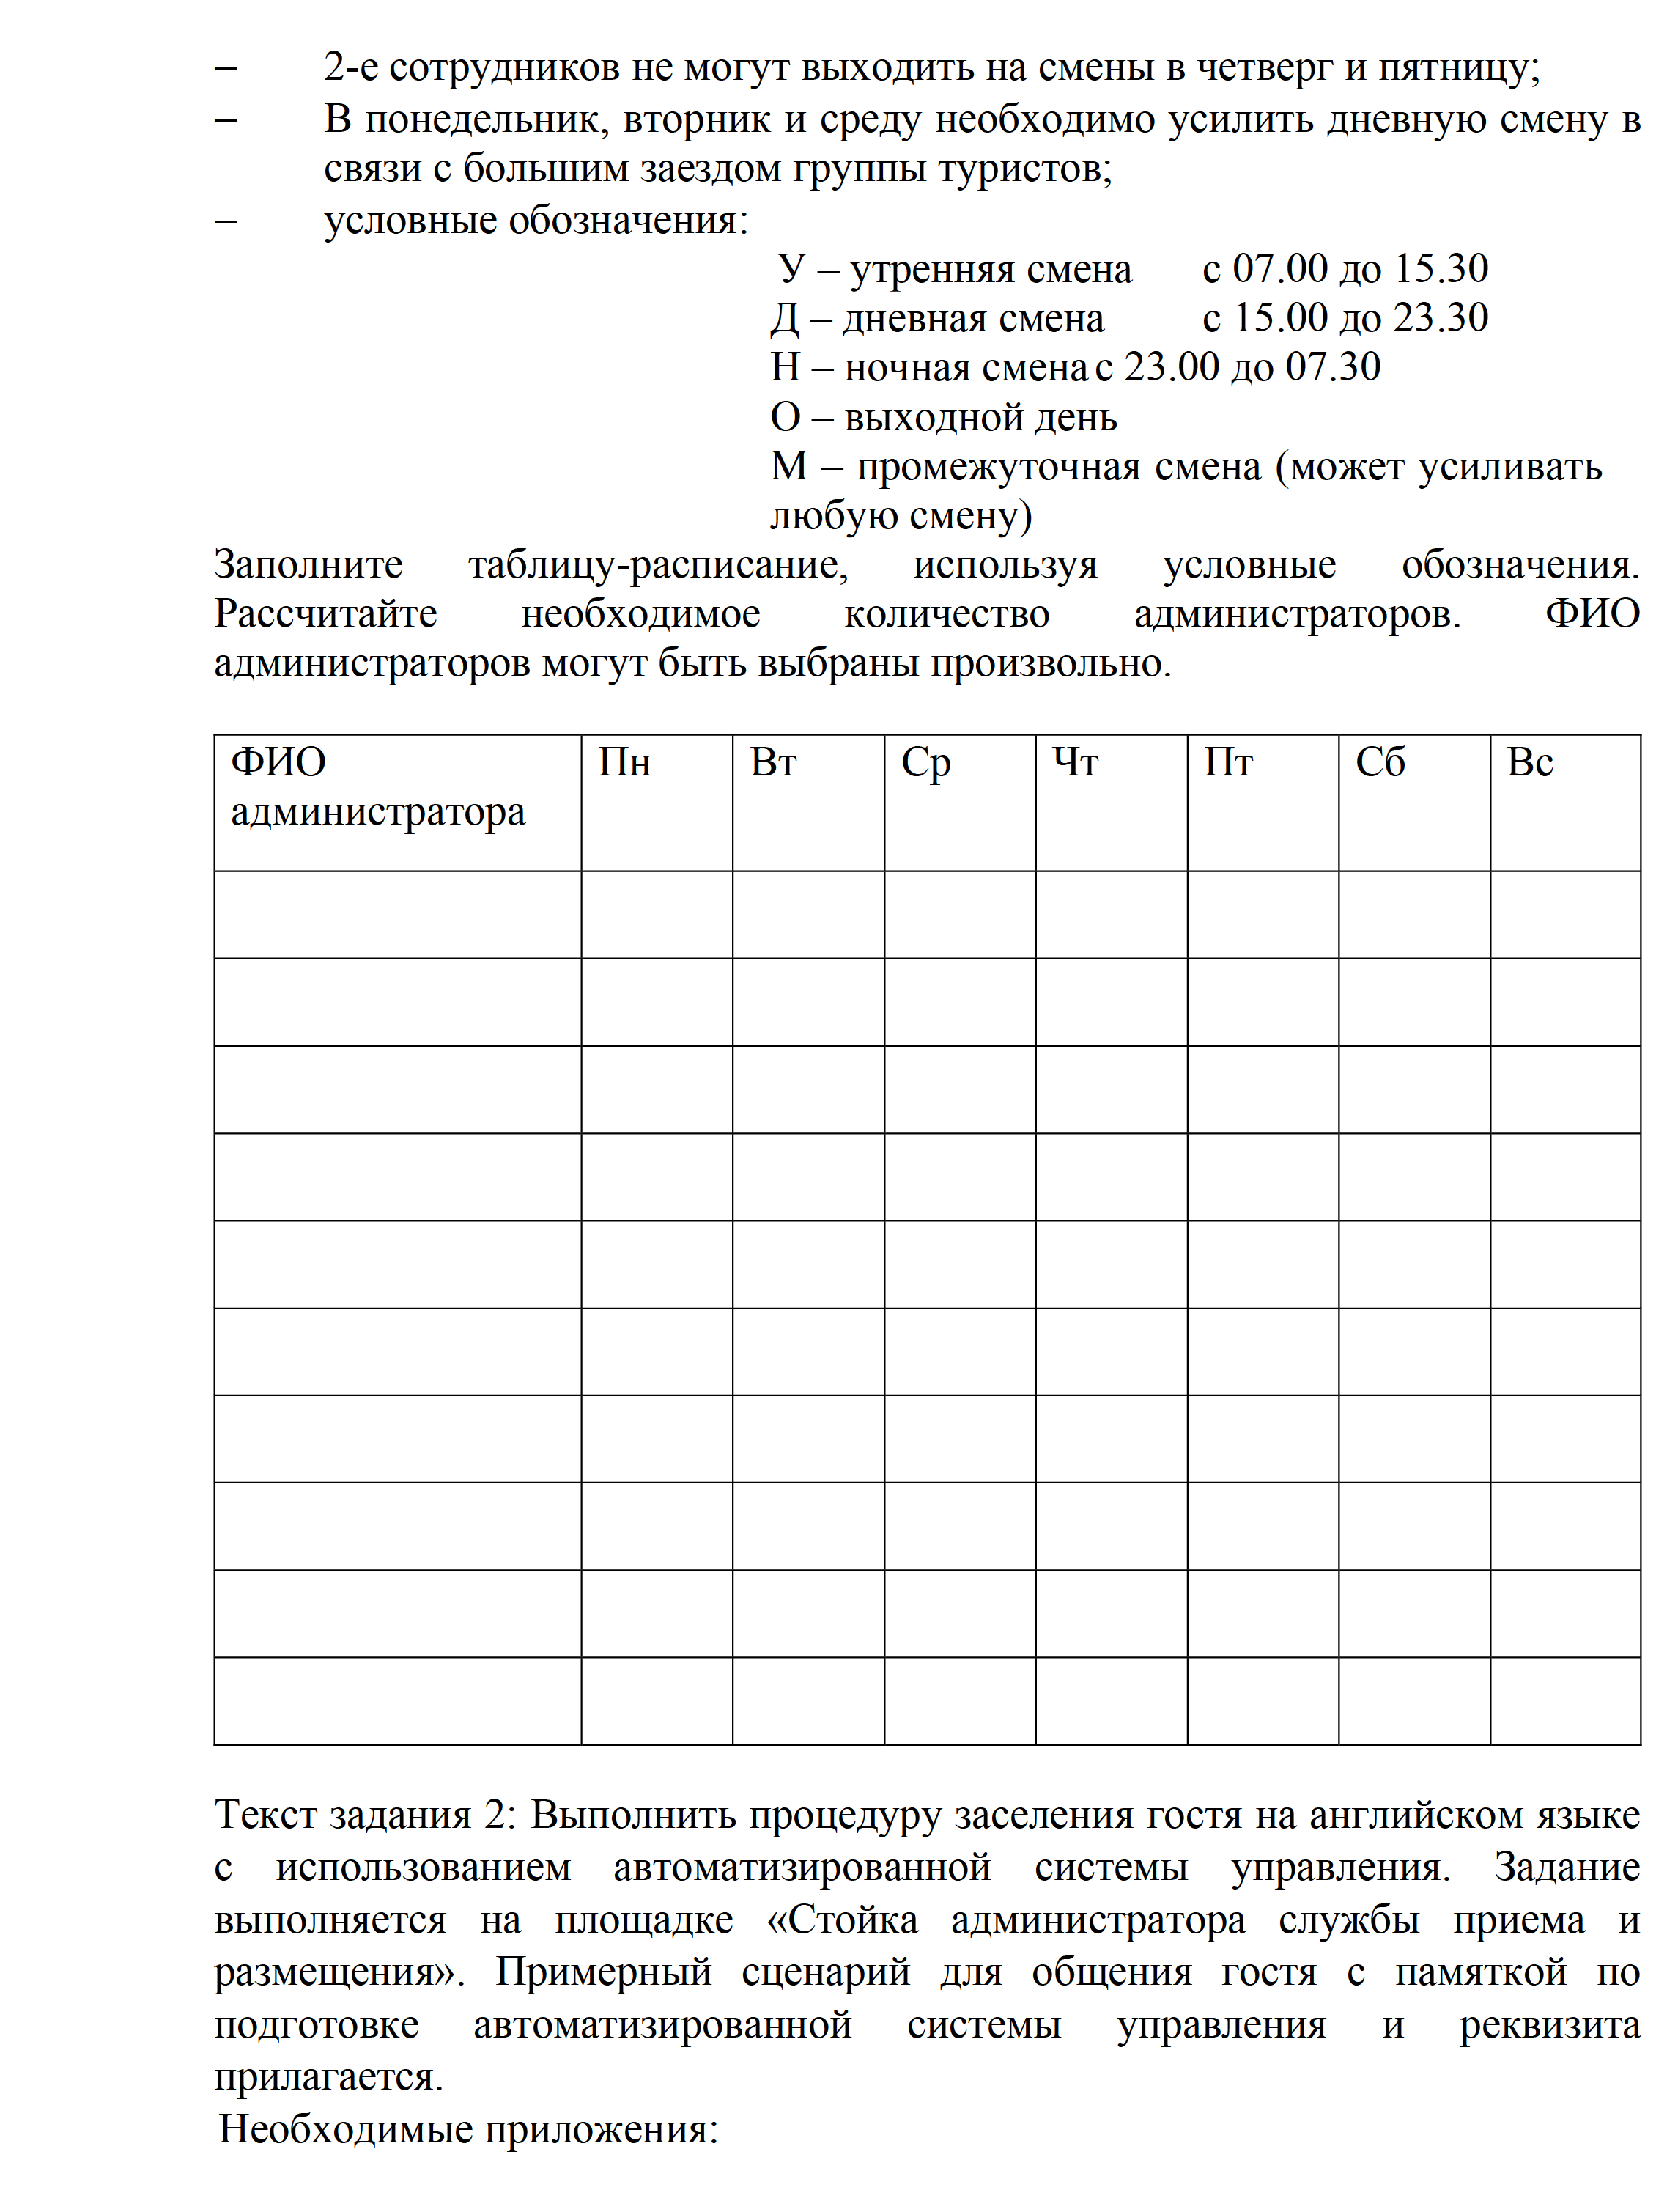 – 2-е сотрудников не могут выходить на смены в четверг и пятницу;
– В понедельник, вторник и среду необходимо усилить дневную смену в
связи с большим заездом группы туристов;
– условные обозначения:
У – утренняя смена с 07.00 до 15.30
Д – дневная смена с 15.00 до 23.30
Н – ночная смена с 23.00 до 07.30
О – выходной день
М – промежуточная смена (может усиливать
любую смену)
Заполните таблицу-расписание, используя условные обозначения.
Рассчитайте необходимое количество администраторов. ФИО
администраторов могут быть выбраны произвольно.
ФИО Пн Вт Ср Чт Пт Сб Вс
администратора
Текст задания 2: Выполнить процедуру заселения гостя на английском языке
с использованием автоматизированной системы управления. Задание
выполняется на площадке «Стойка администратора службы приема и
размещения». Примерный сценарий для общения гостя с памяткой по
подготовке автоматизированной системы управления и реквизита
прилагается.
Необходимые приложения: